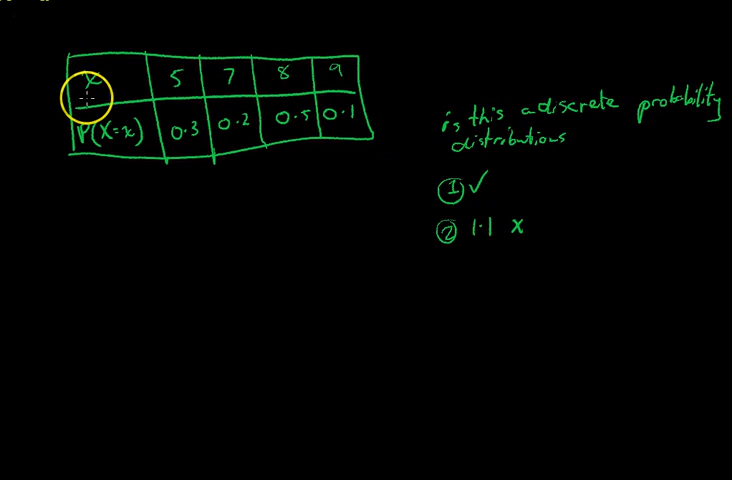 x 5 7 8 9
P(X=x) 0.3 0.2 0.5 0.1
is this a discrete probability
distributions
① ✓
② 1.1 x